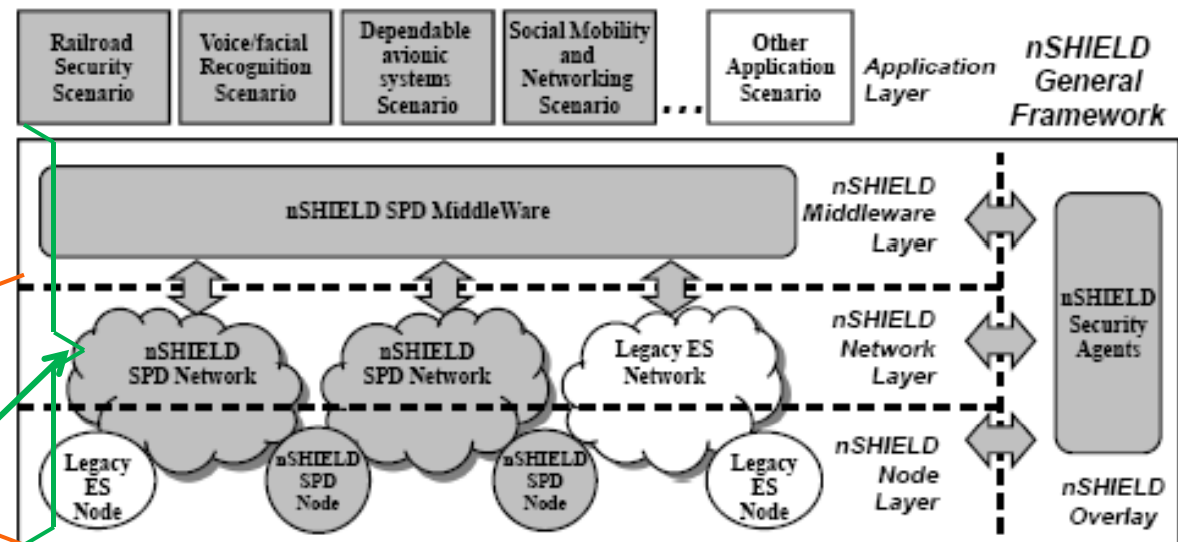 Railroad
Security
Scenario
Voice/facial
Recognition
Scenario
Dependable
avionic
systems
Scenario
Social Mobility
and
Networking
Scenario
...
Other
Application
Scenario
Application
Layer
nSHIELD
General
Framework
nSHIELD SPD MiddleWare
nSHIELD
Middleware
Layer
nSHIELD
SPD Network
nSHIELD
SPD Network
Legacy ES
Network
nSHIELD
Network
Layer
nSHIELD
Security
Agents
Legacy
ES
Node
nSHIELD
SPD
Node
nSHIELD
SPD
Node
Legacy
ES
Node
nSHIELD
Node
Layer
nSHIELD
Overlay